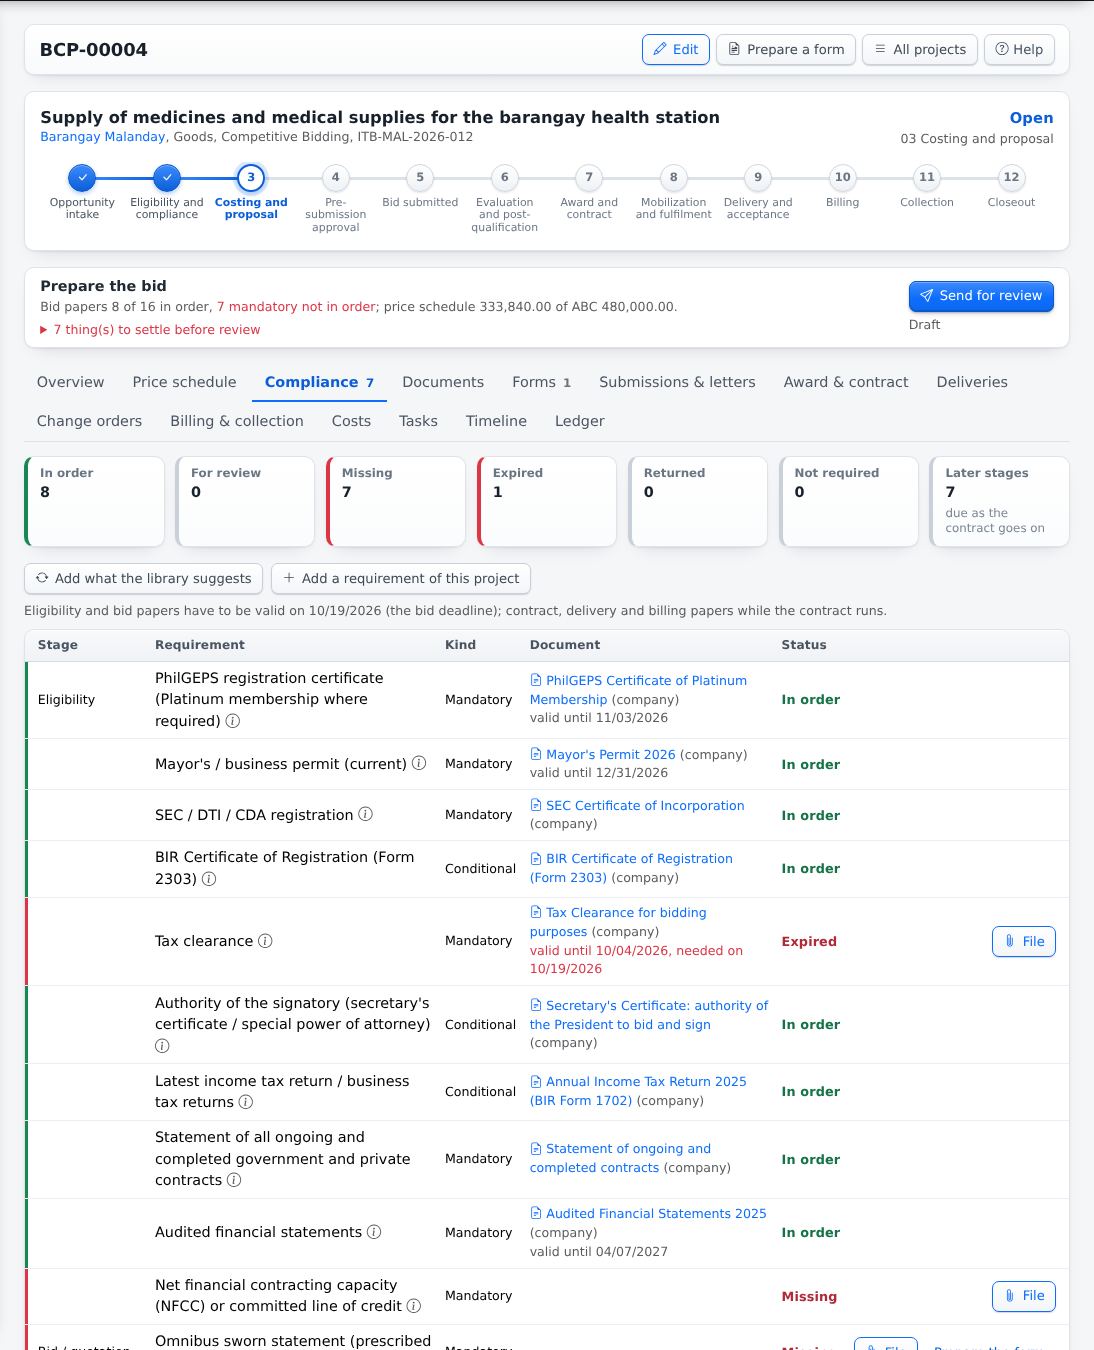 BCP-00004
Edit
Prepare a form
All projects
Help
Supply of medicines and medical supplies for the barangay health station
Open
Barangay Malanday, Goods, Competitive Bidding, ITB-MAL-2026-012
03 Costing and proposal
3
4
5
6
7
8
9
10
11
12
Opportunity intake
Eligibility and compliance
Costing and proposal
Pre-submission approval
Bid submitted
Evaluation and post-qualification
Award and contract
Mobilization and fulfilment
Delivery and acceptance
Billing
Collection
Closeout
Prepare the bid
Bid papers 8 of 16 in order, 7 mandatory not in order; price schedule 333,840.00 of ABC 480,000.00.
7 thing(s) to settle before review
Send for review
Draft
Overview
Price schedule
Compliance 7
Documents
Forms 1
Submissions & letters
Award & contract
Deliveries
Change orders
Billing & collection
Costs
Tasks
Timeline
Ledger
In order
8
For review
0
Missing
7
Expired
1
Returned
0
Not required
0
Later stages
7
due as the
contract goes on
Add what the library suggests
Add a requirement of this project
Eligibility and bid papers have to be valid on 10/19/2026 (the bid deadline); contract, delivery and billing papers while the contract runs.
Stage
Requirement
Kind
Document
Status
Eligibility
PhilGEPS registration certificate
(Platinum membership where
required)
Mandatory
PhilGEPS Certificate of Platinum
Membership (company)
valid until 11/03/2026
In order
Mayor's / business permit (current)
Mandatory
Mayor's Permit 2026 (company)
valid until 12/31/2026
In order
SEC / DTI / CDA registration
Mandatory
SEC Certificate of Incorporation
(company)
In order
BIR Certificate of Registration (Form
2303)
Conditional
BIR Certificate of Registration
(Form 2303) (company)
In order
Tax clearance
Mandatory
Tax Clearance for bidding
purposes (company)
valid until 10/04/2026, needed on
10/19/2026
Expired
File
Authority of the signatory (secretary's
certificate / special power of attorney)
Conditional
Secretary's Certificate: authority of
the President to bid and sign
(company)
In order
Latest income tax return / business
tax returns
Conditional
Annual Income Tax Return 2025
(BIR Form 1702) (company)
In order
Statement of all ongoing and
completed government and private
contracts
Mandatory
Statement of ongoing and
completed contracts (company)
In order
Audited financial statements
Mandatory
Audited Financial Statements 2025
(company)
valid until 04/07/2027
In order
Net financial contracting capacity
(NFCC) or committed line of credit
Mandatory
Missing
File
Omnibus sworn statement (prescribed